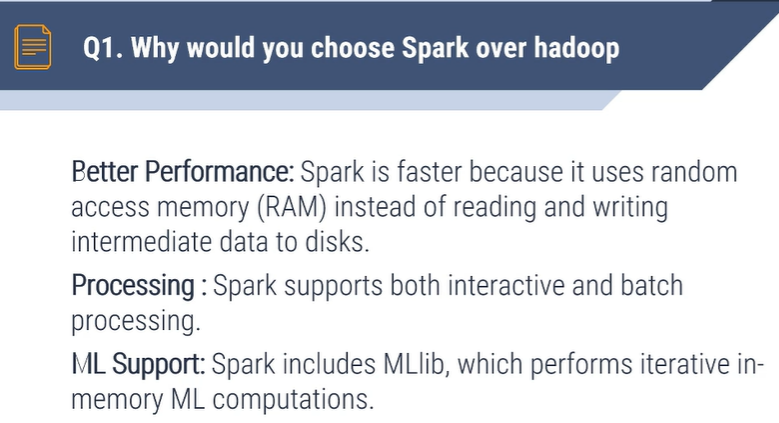 Q1. Why would you choose Spark over hadoop
Better Performance: Spark is faster because it uses random
access memory (RAM) instead of reading and writing
intermediate data to disks.
Processing : Spark supports both interactive and batch
processing.
ML Support: Spark includes MLlib, which performs iterative in-
memory ML computations.